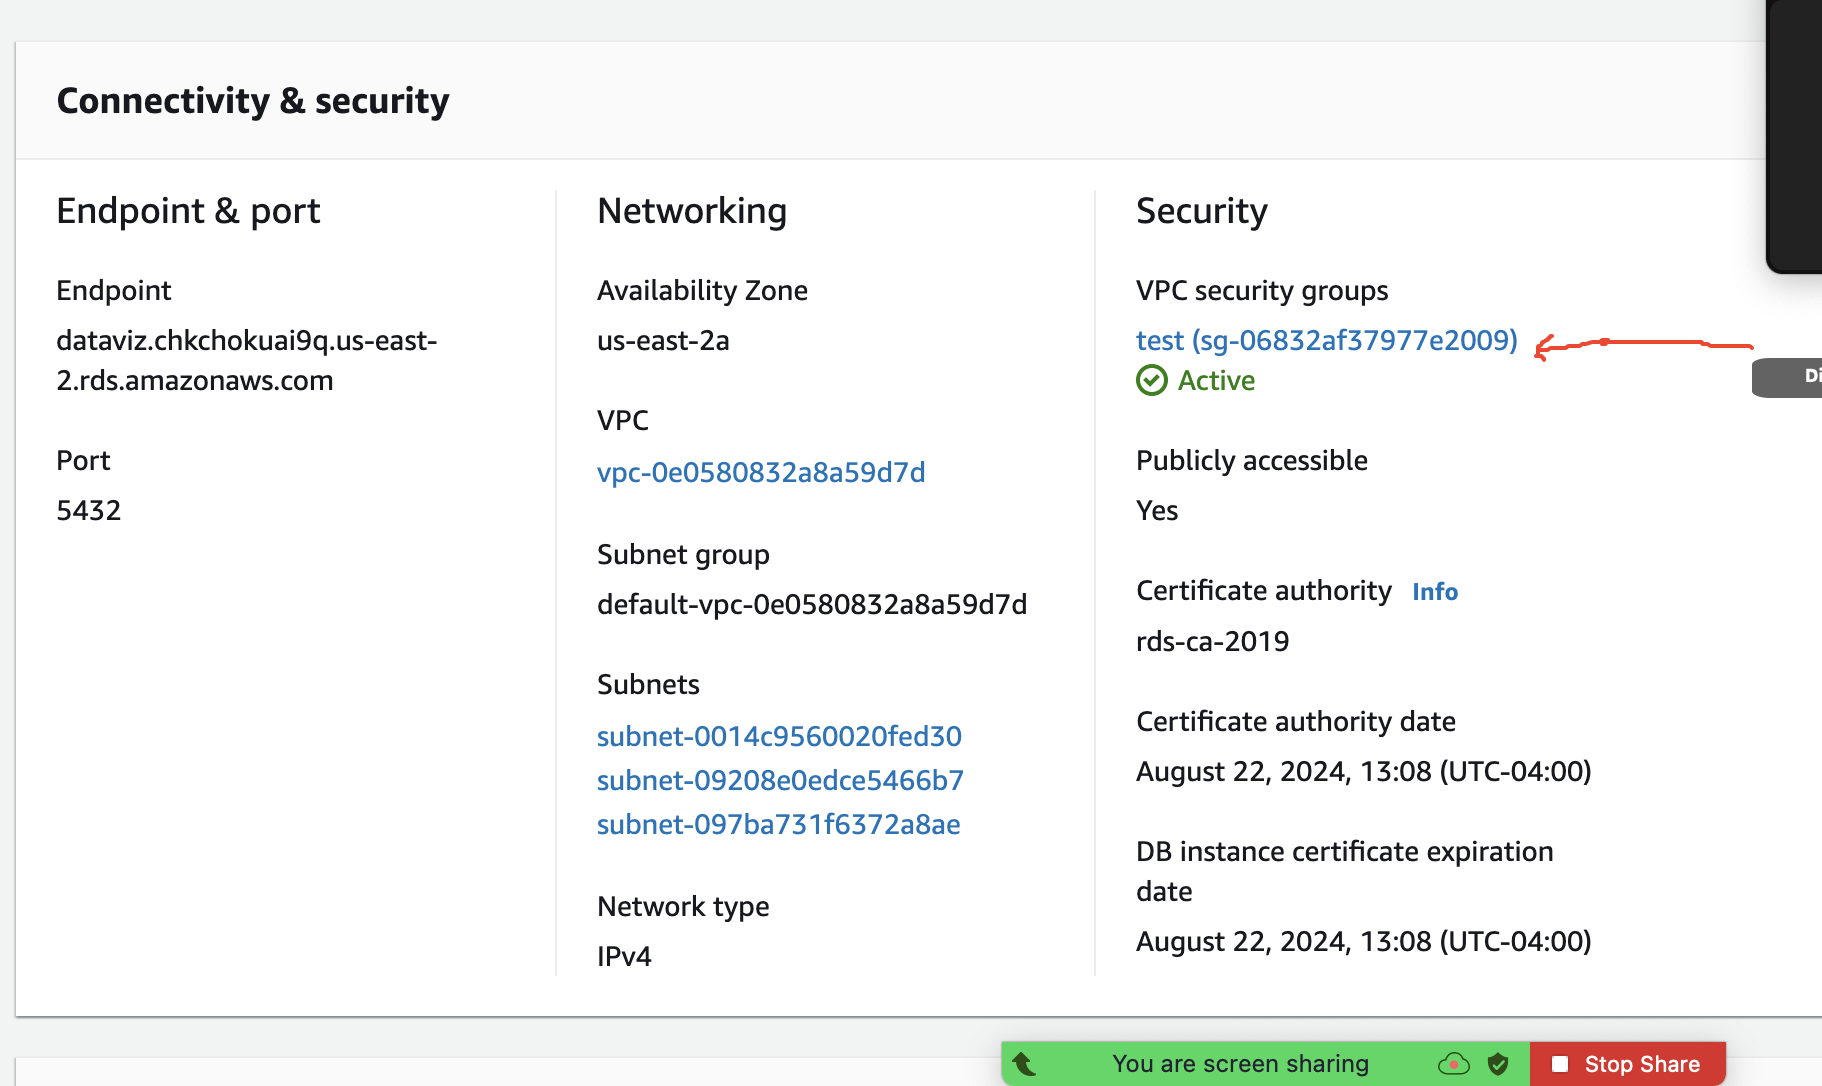 Connectivity & security
Endpoint & port
Endpoint
dataviz.chkchokuai9q.us-east-
2.rds.amazonaws.com
Port
5432
Networking
Availability Zone
us-east-2a
VPC
vpc-0e0580832a8a59d7d
Subnet group
default-vpc-0e0580832a8a59d7d
Subnets
subnet-0014c9560020fed30
subnet-09208e0edce5466b7
subnet-097ba731f6372a8ae
Network type
IPv4
Security
VPC security groups
test (sg-06832af37977e2009)
Active
Publicly accessible
Yes
Certificate authority Info
rds-ca-2019
Certificate authority date
August 22, 2024, 13:08 (UTC-04:00)
DB instance certificate expiration
date
August 22, 2024, 13:08 (UTC-04:00)
You are screen sharing
Stop Share